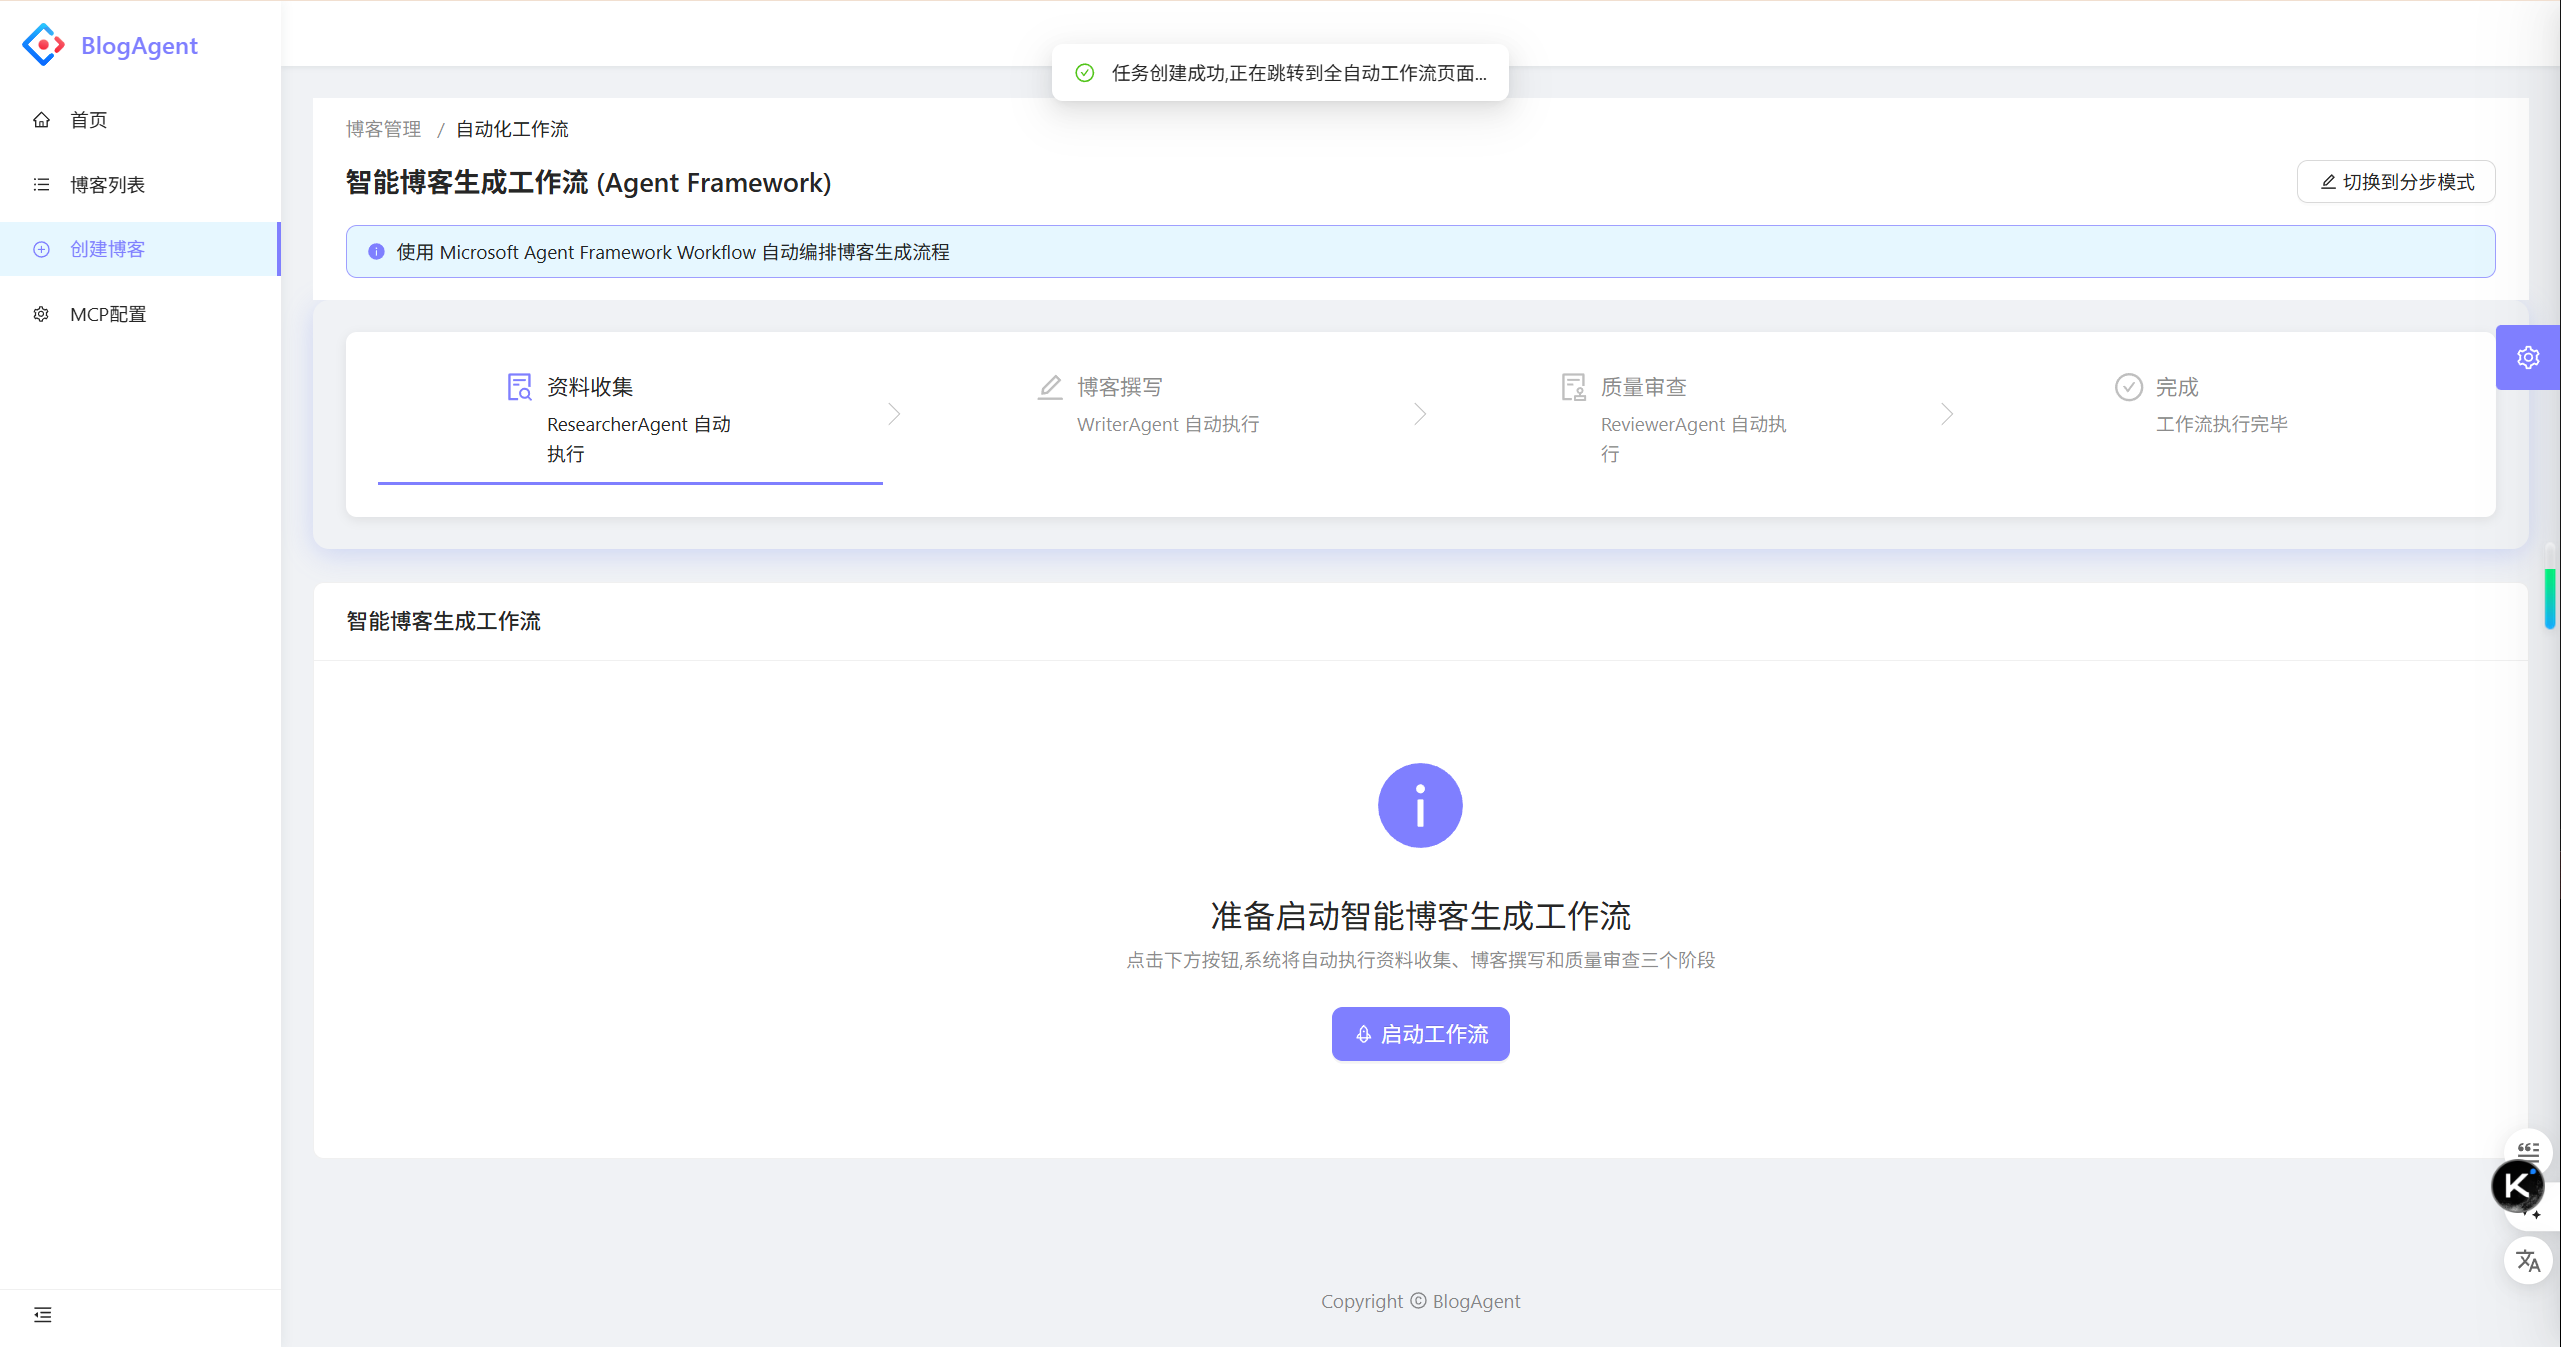 BlogAgent
首页
博客列表
创建博客
MCP配置
任务创建成功,正在跳转到全自动工作流页面...
博客管理 / 自动化工作流
智能博客生成工作流 (Agent Framework)
切换到分步模式
使用 Microsoft Agent Framework Workflow 自动编排博客生成流程
资料收集
ResearcherAgent 自动
执行
博客撰写
WriterAgent 自动执行
质量审查
ReviewerAgent 自动执
行
完成
工作流执行完毕
智能博客生成工作流
准备启动智能博客生成工作流
点击下方按钮,系统将自动执行资料收集、博客撰写和质量审查三个阶段
启动工作流
K
Copyright © BlogAgent